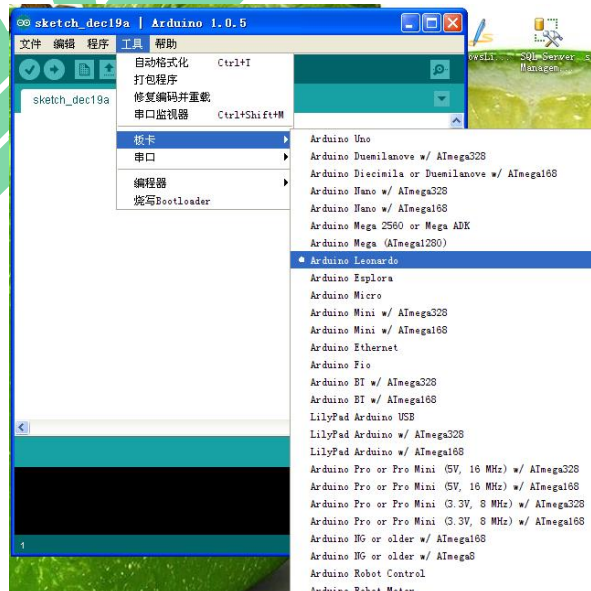 sketch_dec19a | Arduino 1.0.5
文件 编辑 程序 工具 帮助
sketch_dec19a
自动格式化 Ctrl+T
打包程序
修复编码并重载
串口监视器 Ctrl+Shift+M
板卡
串口
编程器
烧写Bootloader
Arduino Uno
Arduino Duemilanove w/ ATmega328
Arduino Diecimila or Duemilanove w/ ATmega168
Arduino Nano w/ ATmega328
Arduino Nano w/ ATmega168
Arduino Mega 2560 or Mega ADK
Arduino Mega (ATmega1280)
Arduino Leonardo
Arduino Esplora
Arduino Micro
Arduino Mini w/ ATmega328
Arduino Mini w/ ATmega168
Arduino Ethernet
Arduino Fio
Arduino BT w/ ATmega328
Arduino BT w/ ATmega168
LilyPad Arduino USB
LilyPad Arduino w/ ATmega328
LilyPad Arduino w/ ATmega168
Arduino Pro or Pro Mini (5V, 16 MHz) w/ ATmega328
Arduino Pro or Pro Mini (5V, 16 MHz) w/ ATmega168
Arduino Pro or Pro Mini (3.3V, 8 MHz) w/ ATmega328
Arduino Pro or Pro Mini (3.3V, 8 MHz) w/ ATmega168
Arduino NG or older w/ ATmega168
Arduino NG or older w/ ATmega8
Arduino Robot Control
Arduino Robot Motor
1
SQL Server
Managem...